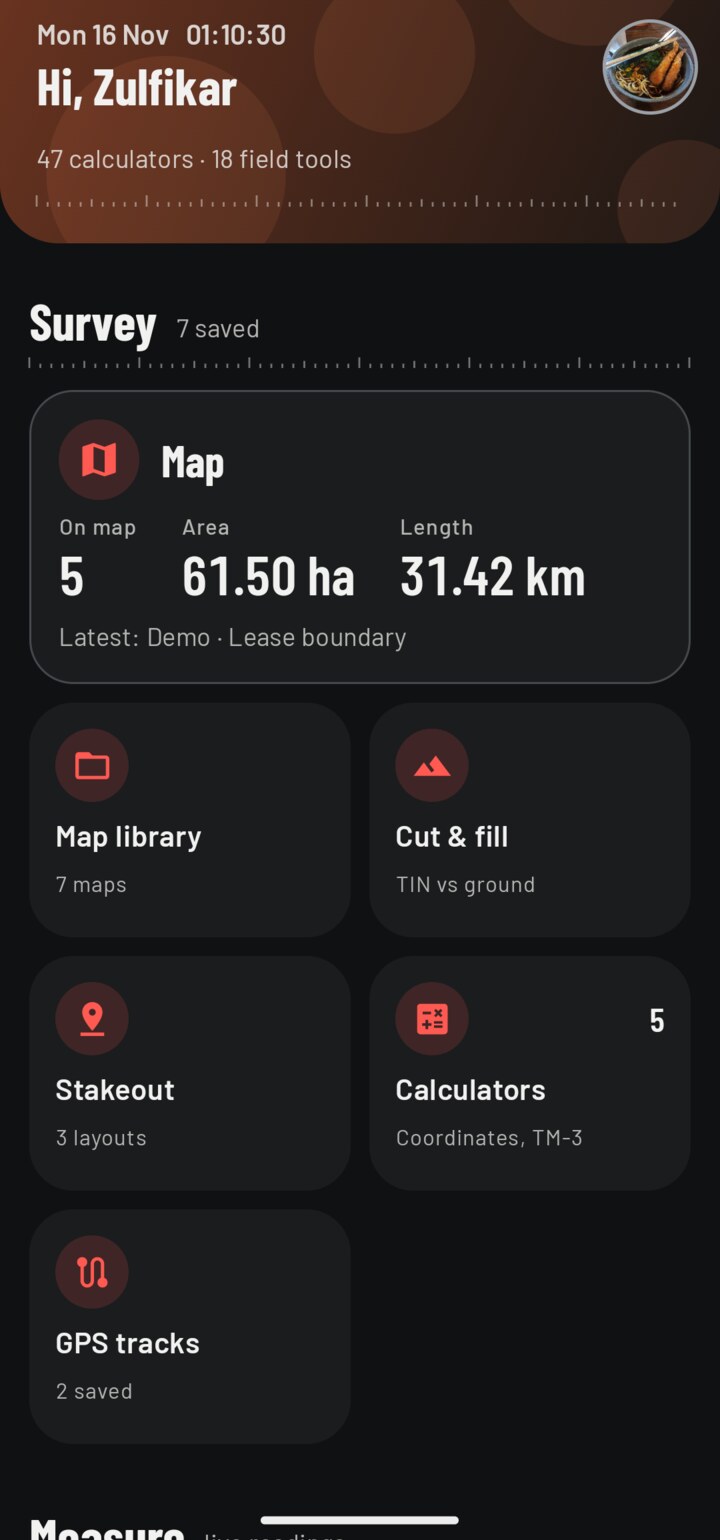 Mon 16 Nov 01:10:30
Hi, Zulfikar
47 calculators · 18 field tools
Survey 7 saved
Map
On map Area Length
5 61.50 ha 31.42 km
Latest: Demo · Lease boundary
Map library
7 maps
Cut & fill
TIN vs ground
Stakeout
3 layouts
5
Calculators
Coordinates, TM-3
GPS tracks
2 saved
Measure live readings